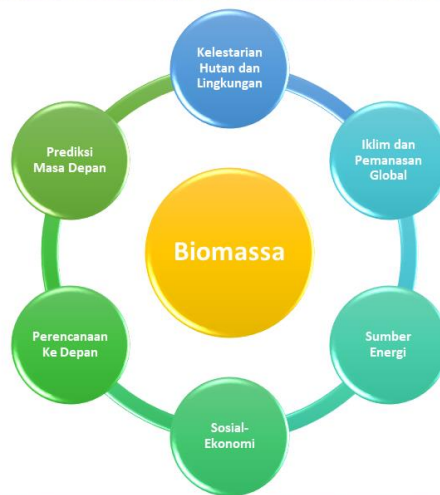 Kelestarian
Hutan dan
Lingkungan
Iklim dan
Pemanasan
Global
Sumber
Energi
Sosial-
Ekonomi
Perencanaan
Ke Depan
Prediksi
Masa Depan
Biomassa